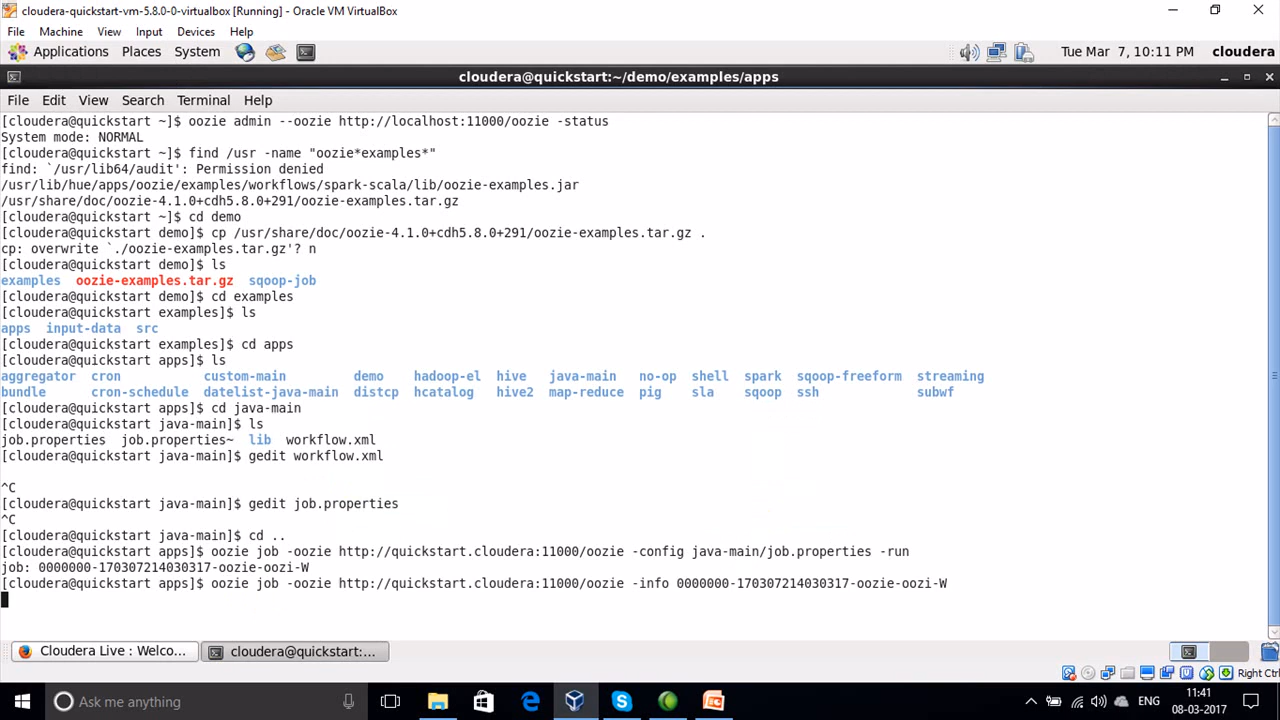 cloudera-quickstart-vm-5.8.0-0-virtualbox [Running] - Oracle VM VirtualBox
File Machine View Input Devices Help
Applications Places System Tue Mar 7, 10:11 PM cloudera
cloudera@quickstart:~/demo/examples/apps
File Edit View Search Terminal Help
[cloudera@quickstart ~]$ oozie admin --oozie http://localhost:11000/oozie -status
System mode: NORMAL
[cloudera@quickstart ~]$ find /usr -name "oozie*examples*"
find: `/usr/lib64/audit': Permission denied
/usr/lib/hue/apps/oozie/examples/workflows/spark-scala/lib/oozie-examples.jar
/usr/share/doc/oozie-4.1.0+cdh5.8.0+291/oozie-examples.tar.gz
[cloudera@quickstart ~]$ cd demo
[cloudera@quickstart demo]$ cp /usr/share/doc/oozie-4.1.0+cdh5.8.0+291/oozie-examples.tar.gz .
cp: overwrite `./oozie-examples.tar.gz'? n
[cloudera@quickstart demo]$ ls
examples oozie-examples.tar.gz sqoop-job
[cloudera@quickstart demo]$ cd examples
[cloudera@quickstart examples]$ ls
apps input-data src
[cloudera@quickstart examples]$ cd apps
[cloudera@quickstart apps]$ ls
aggregator cron custom-main demo hadoop-el hive java-main no-op shell spark sqoop-freeform streaming
bundle cron-schedule datelist-java-main distcp hcatalog hive2 map-reduce pig sla sqoop ssh subwf
[cloudera@quickstart apps]$ cd java-main
[cloudera@quickstart java-main]$ ls
job.properties job.properties~ lib workflow.xml
[cloudera@quickstart java-main]$ gedit workflow.xml
^C
[cloudera@quickstart java-main]$ gedit job.properties
^C
[cloudera@quickstart java-main]$ cd ..
[cloudera@quickstart apps]$ oozie job -oozie http://quickstart.cloudera:11000/oozie -config java-main/job.properties -run
job: 0000000-170307214030317-oozie-oozi-W
[cloudera@quickstart apps]$ oozie job -oozie http://quickstart.cloudera:11000/oozie -info 0000000-170307214030317-oozie-oozi-W
Cloudera Live : Welco... cloudera@quickstart:...
Right Ctrl
Ask me anything
ENG
11:41
08-03-2017